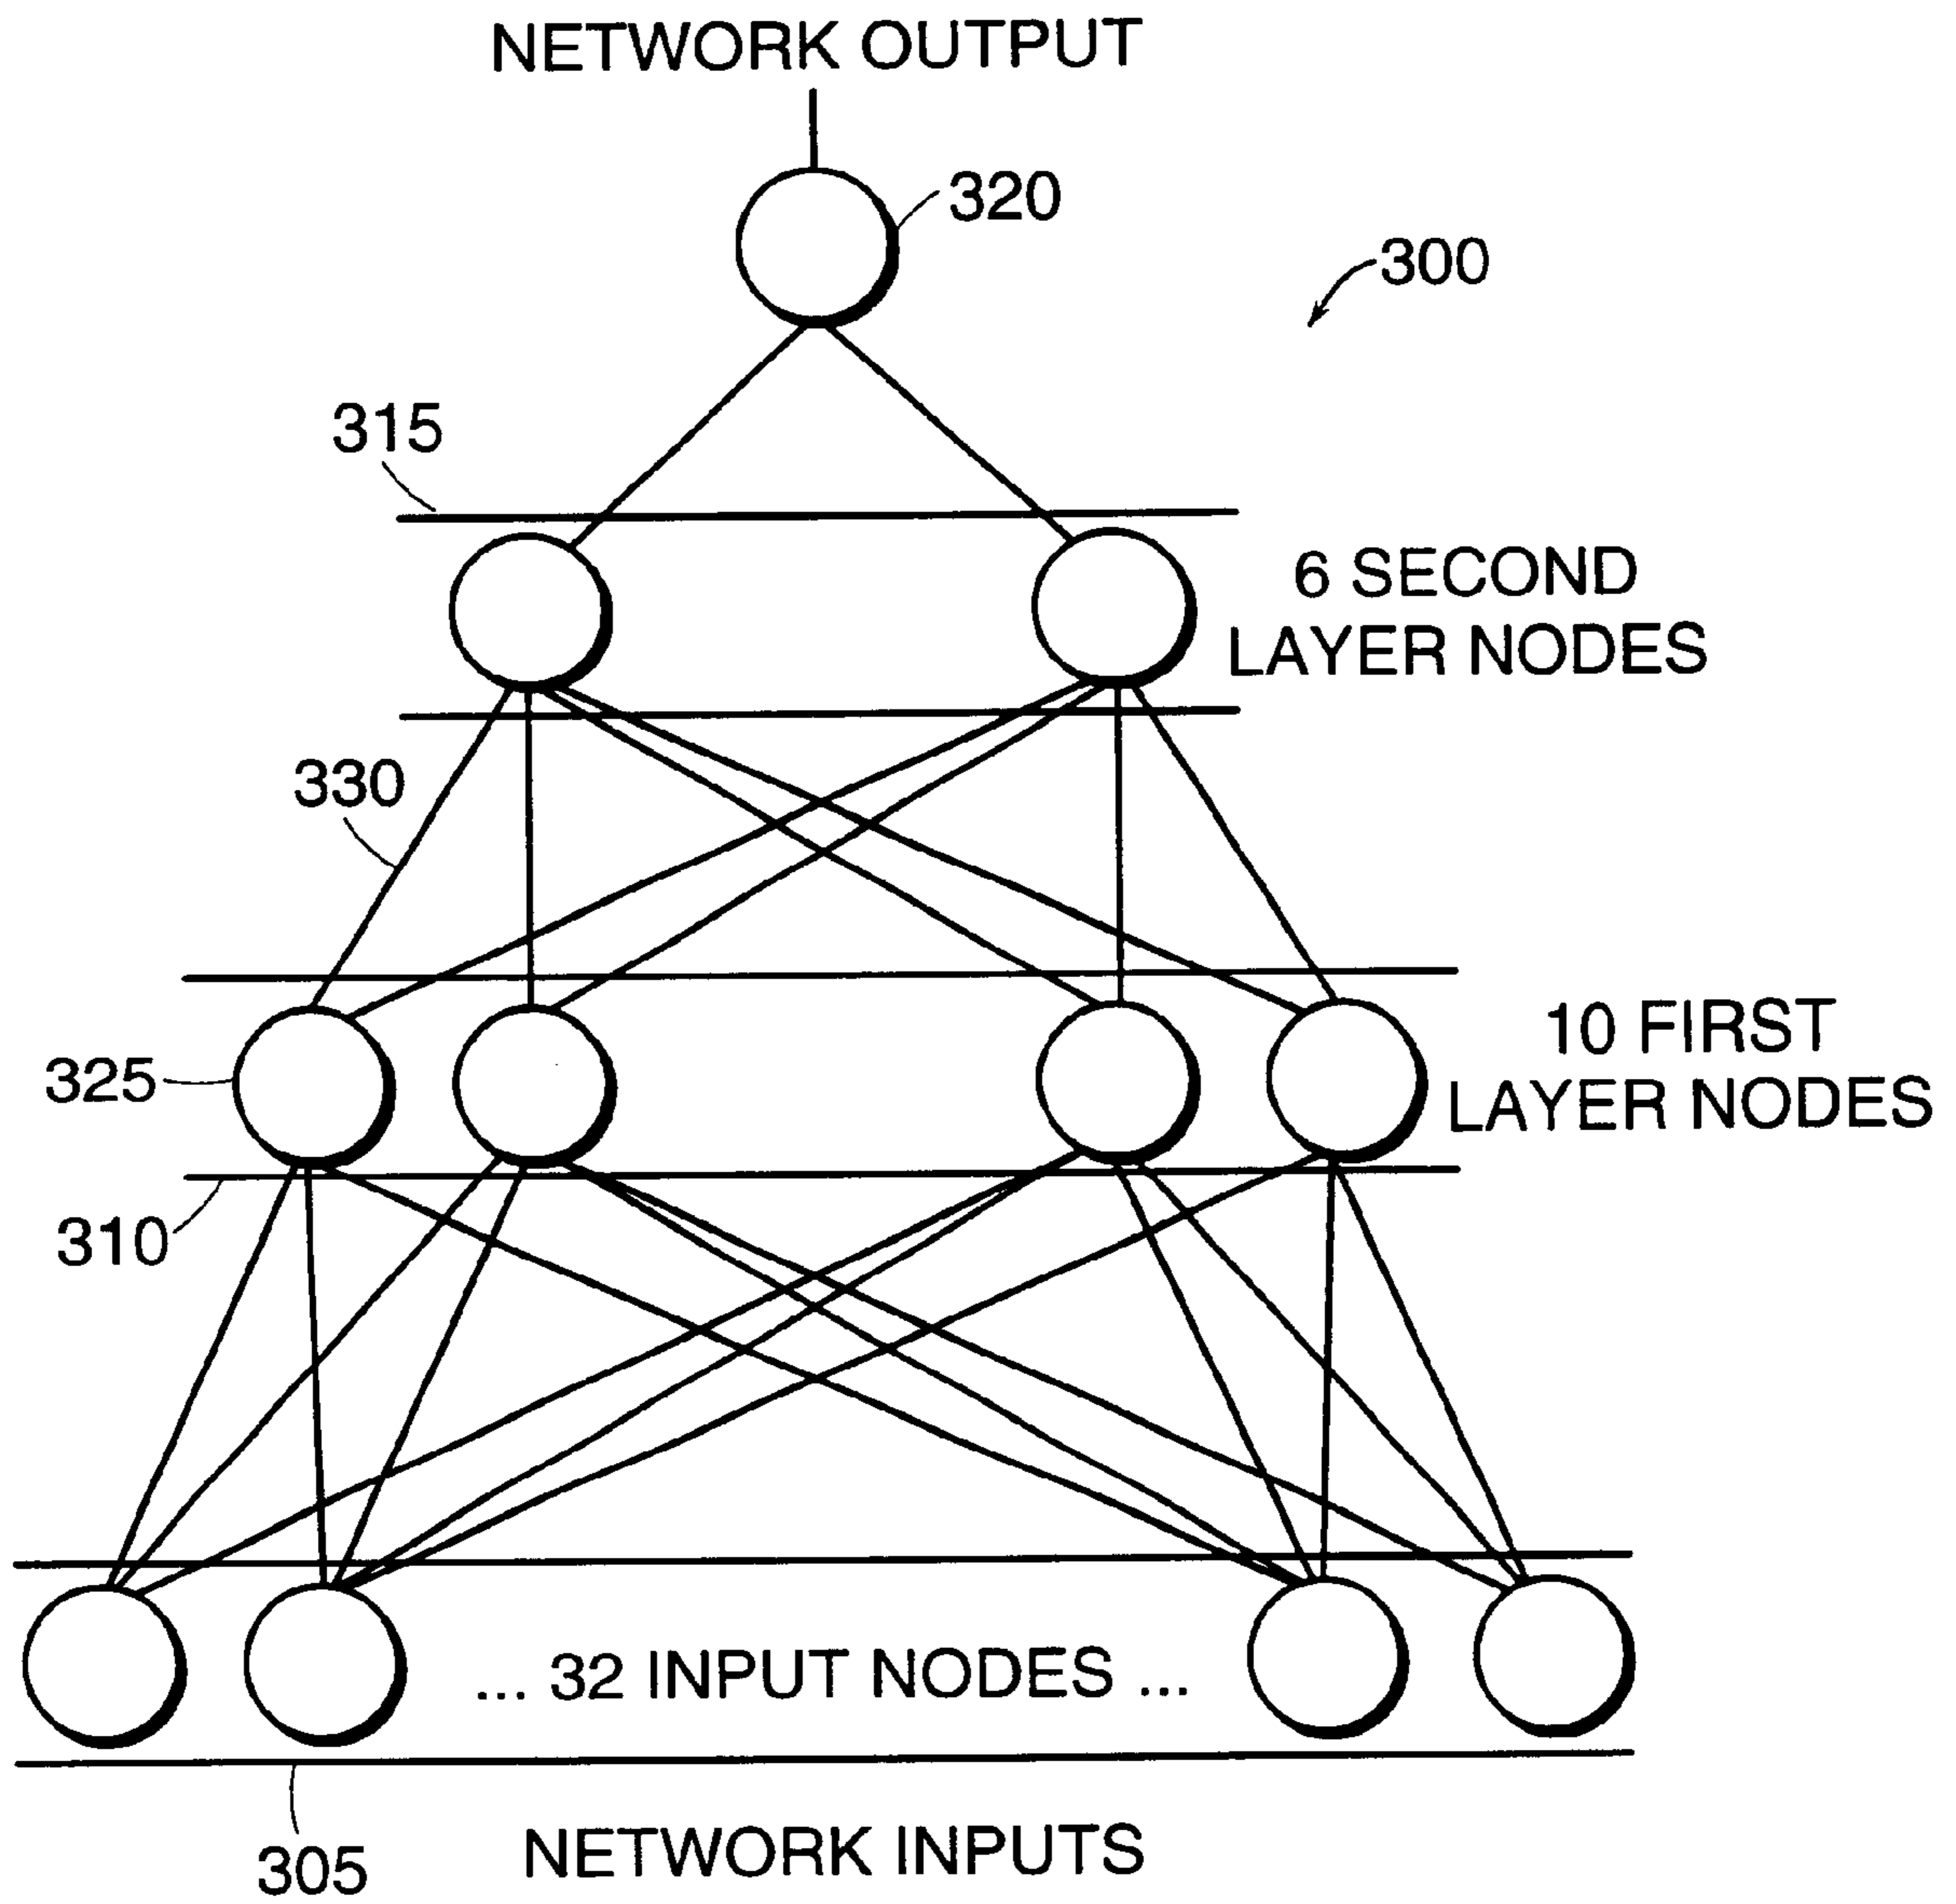 NETWORK OUTPUT
320
300
315
6 SECOND
LAYER NODES
330
10 FIRST
LAYER NODES
325
310
... 32 INPUT NODES ...
305
NETWORK INPUTS